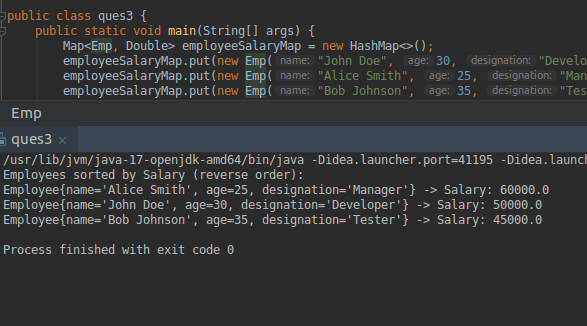 public class ques3 {
public static void main(String[] args) {
Map<Emp, Double> employeeSalaryMap = new HashMap<>();
employeeSalaryMap.put(new Emp( name: "John Doe", age: 30, designation: "Develo
employeeSalaryMap.put(new Emp( name: "Alice Smith", age: 25, designation: "Man
employeeSalaryMap.put(new Emp( name: "Bob Johnson", age: 35, designation: "Tes
Emp
ques3 ×
/usr/lib/jvm/java-17-openjdk-amd64/bin/java -Didea.launcher.port=41195 -Didea.launch
Employees sorted by Salary (reverse order):
Employee{name='Alice Smith', age=25, designation='Manager'} -> Salary: 60000.0
Employee{name='John Doe', age=30, designation='Developer'} -> Salary: 50000.0
Employee{name='Bob Johnson', age=35, designation='Tester'} -> Salary: 45000.0
Process finished with exit code 0